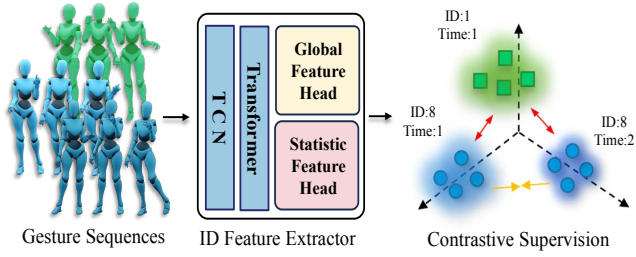 ID:1
Time:1
ID:8
Time:1
ID:8
Time:2
TCN
Transformer
Global
Feature
Head
Statistic
Feature
Head
Gesture Sequences
ID Feature Extractor
Contrastive Supervision